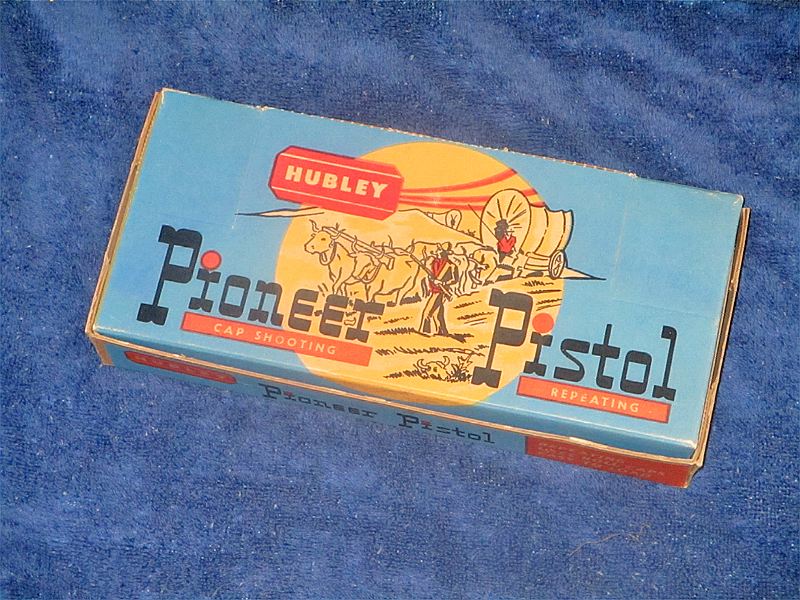 HUBLEY
Pioneer
CAP SHOOTING
Pistol
REPEATING
HUBLEY
Pioneer Pistol